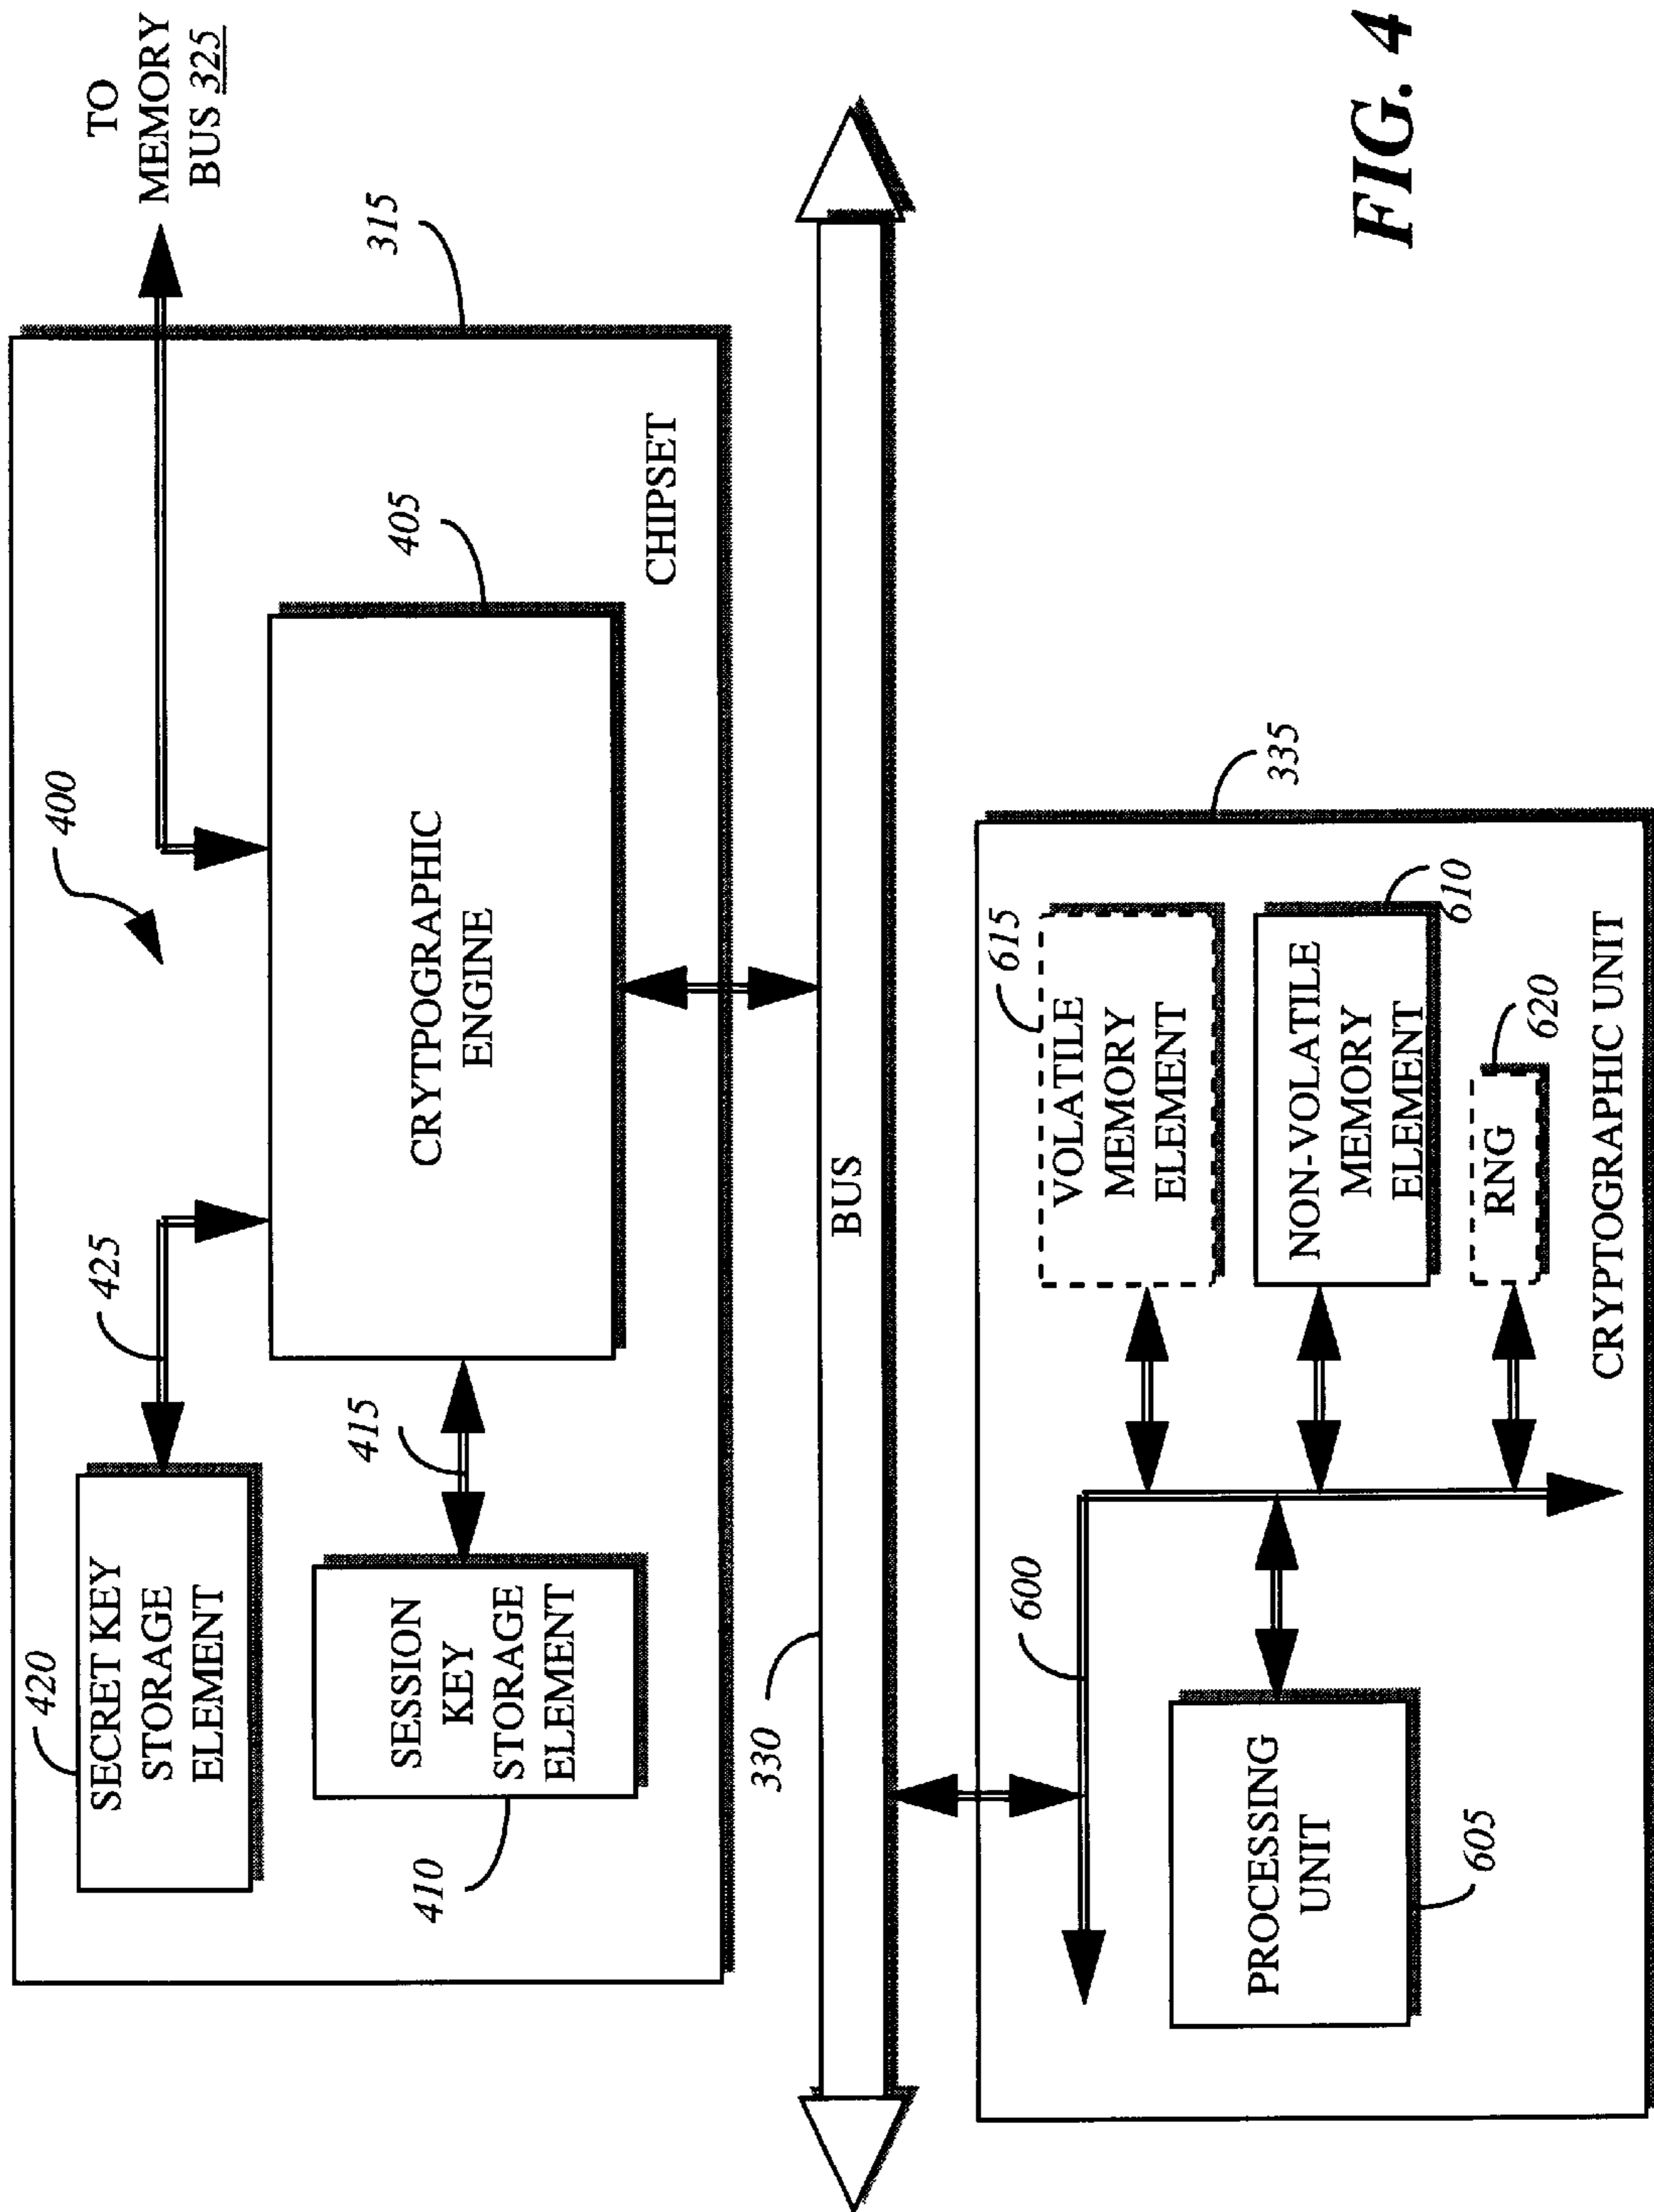 TO
MEMORY
BUS 325
315
400
425
420
SECRET KEY
STORAGE
ELEMENT
CRYTPOGRAPHIC
ENGINE
405
415
SESSION
KEY
STORAGE
ELEMENT
410
CHIPSET
330
BUS
335
600
615
VOLATILE
MEMORY
ELEMENT
PROCESSING
UNIT
605
NON-VOLATILE
MEMORY
ELEMENT
610
RNG
620
CRYPTOGRAPHIC UNIT
FIG. 4